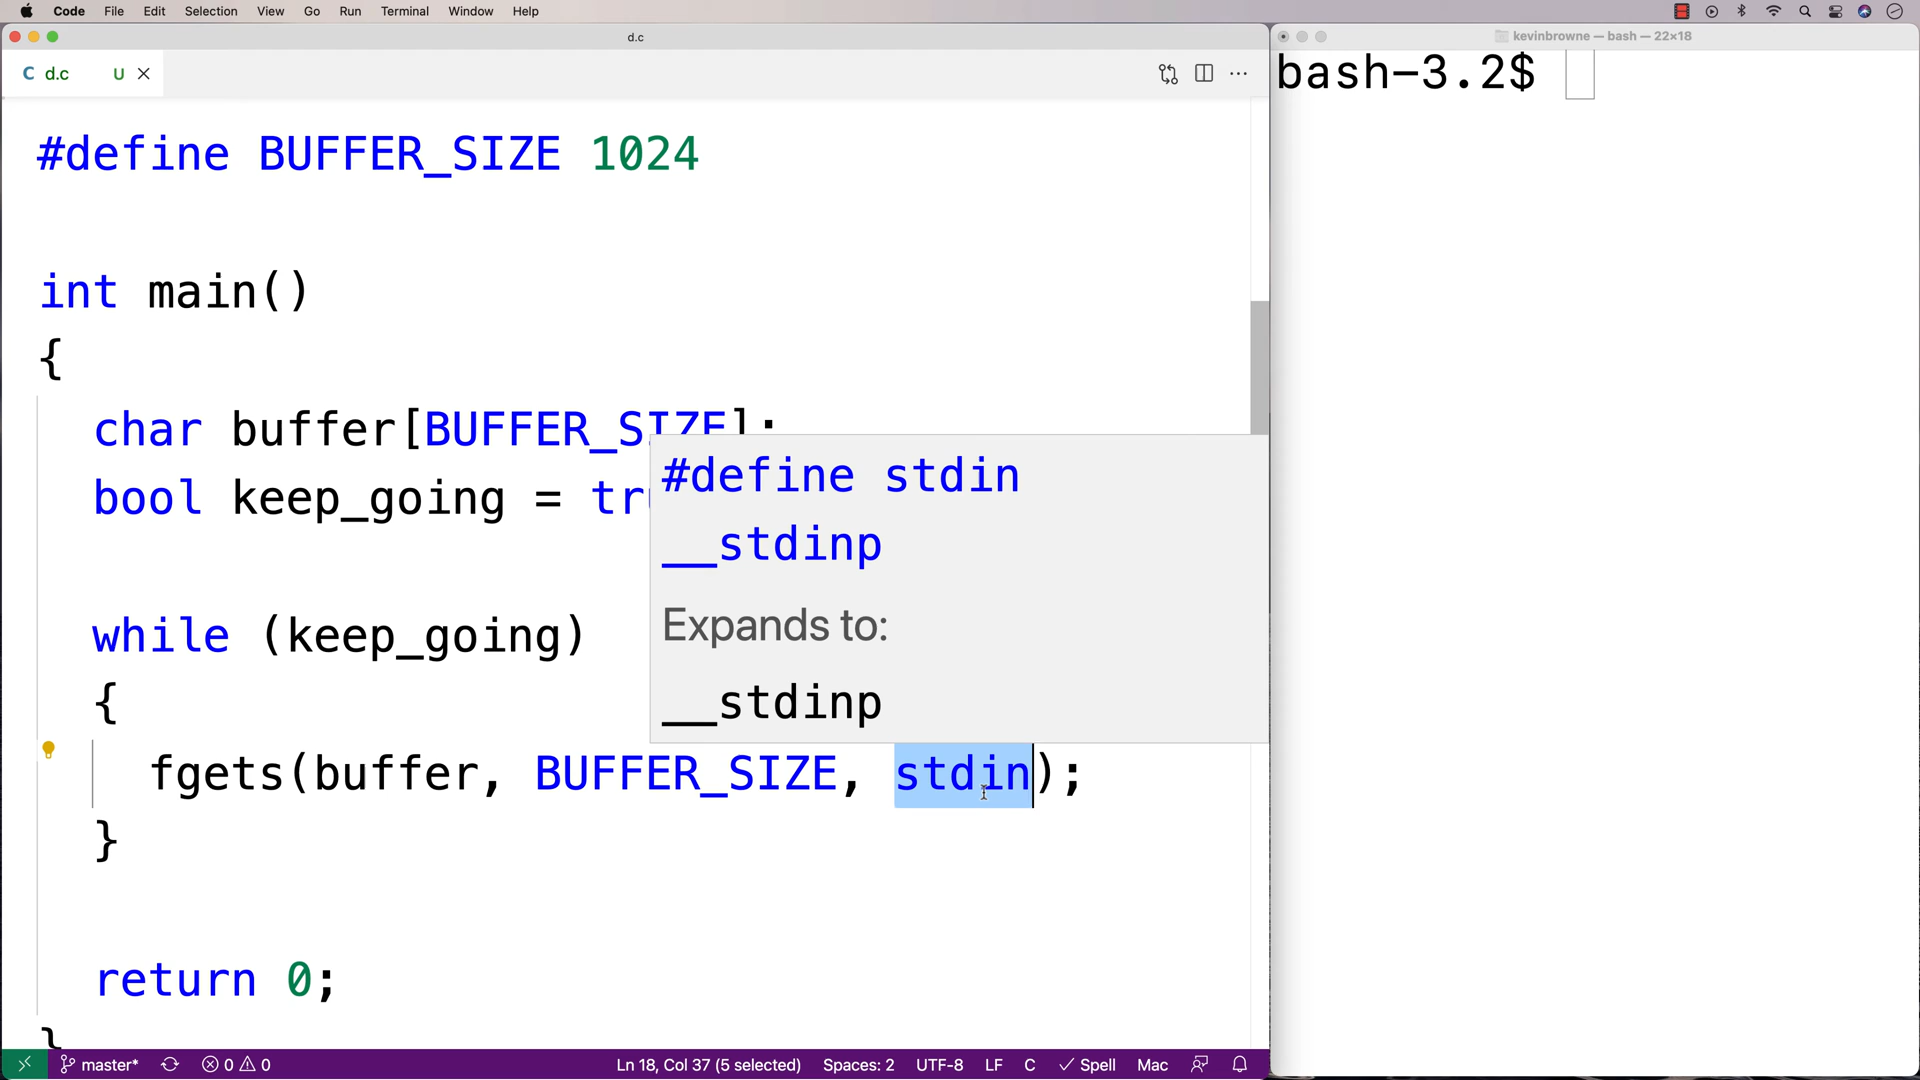 Code File Edit Selection View Go Run Terminal Window Help
d.c
kevinbrowne — bash — 22×18
C d.c U
bash-3.2$
#define BUFFER_SIZE 1024
int main()
{
char buffer[BUFFER_SIZE];
bool keep_going = tru
#define stdin
__stdinp
Expands to:
__stdinp
while (keep_going)
{
fgets(buffer, BUFFER_SIZE, stdin);
}
return 0;
}
master* 0 0 Ln 18, Col 37 (5 selected) Spaces: 2 UTF-8 LF C Spell Mac